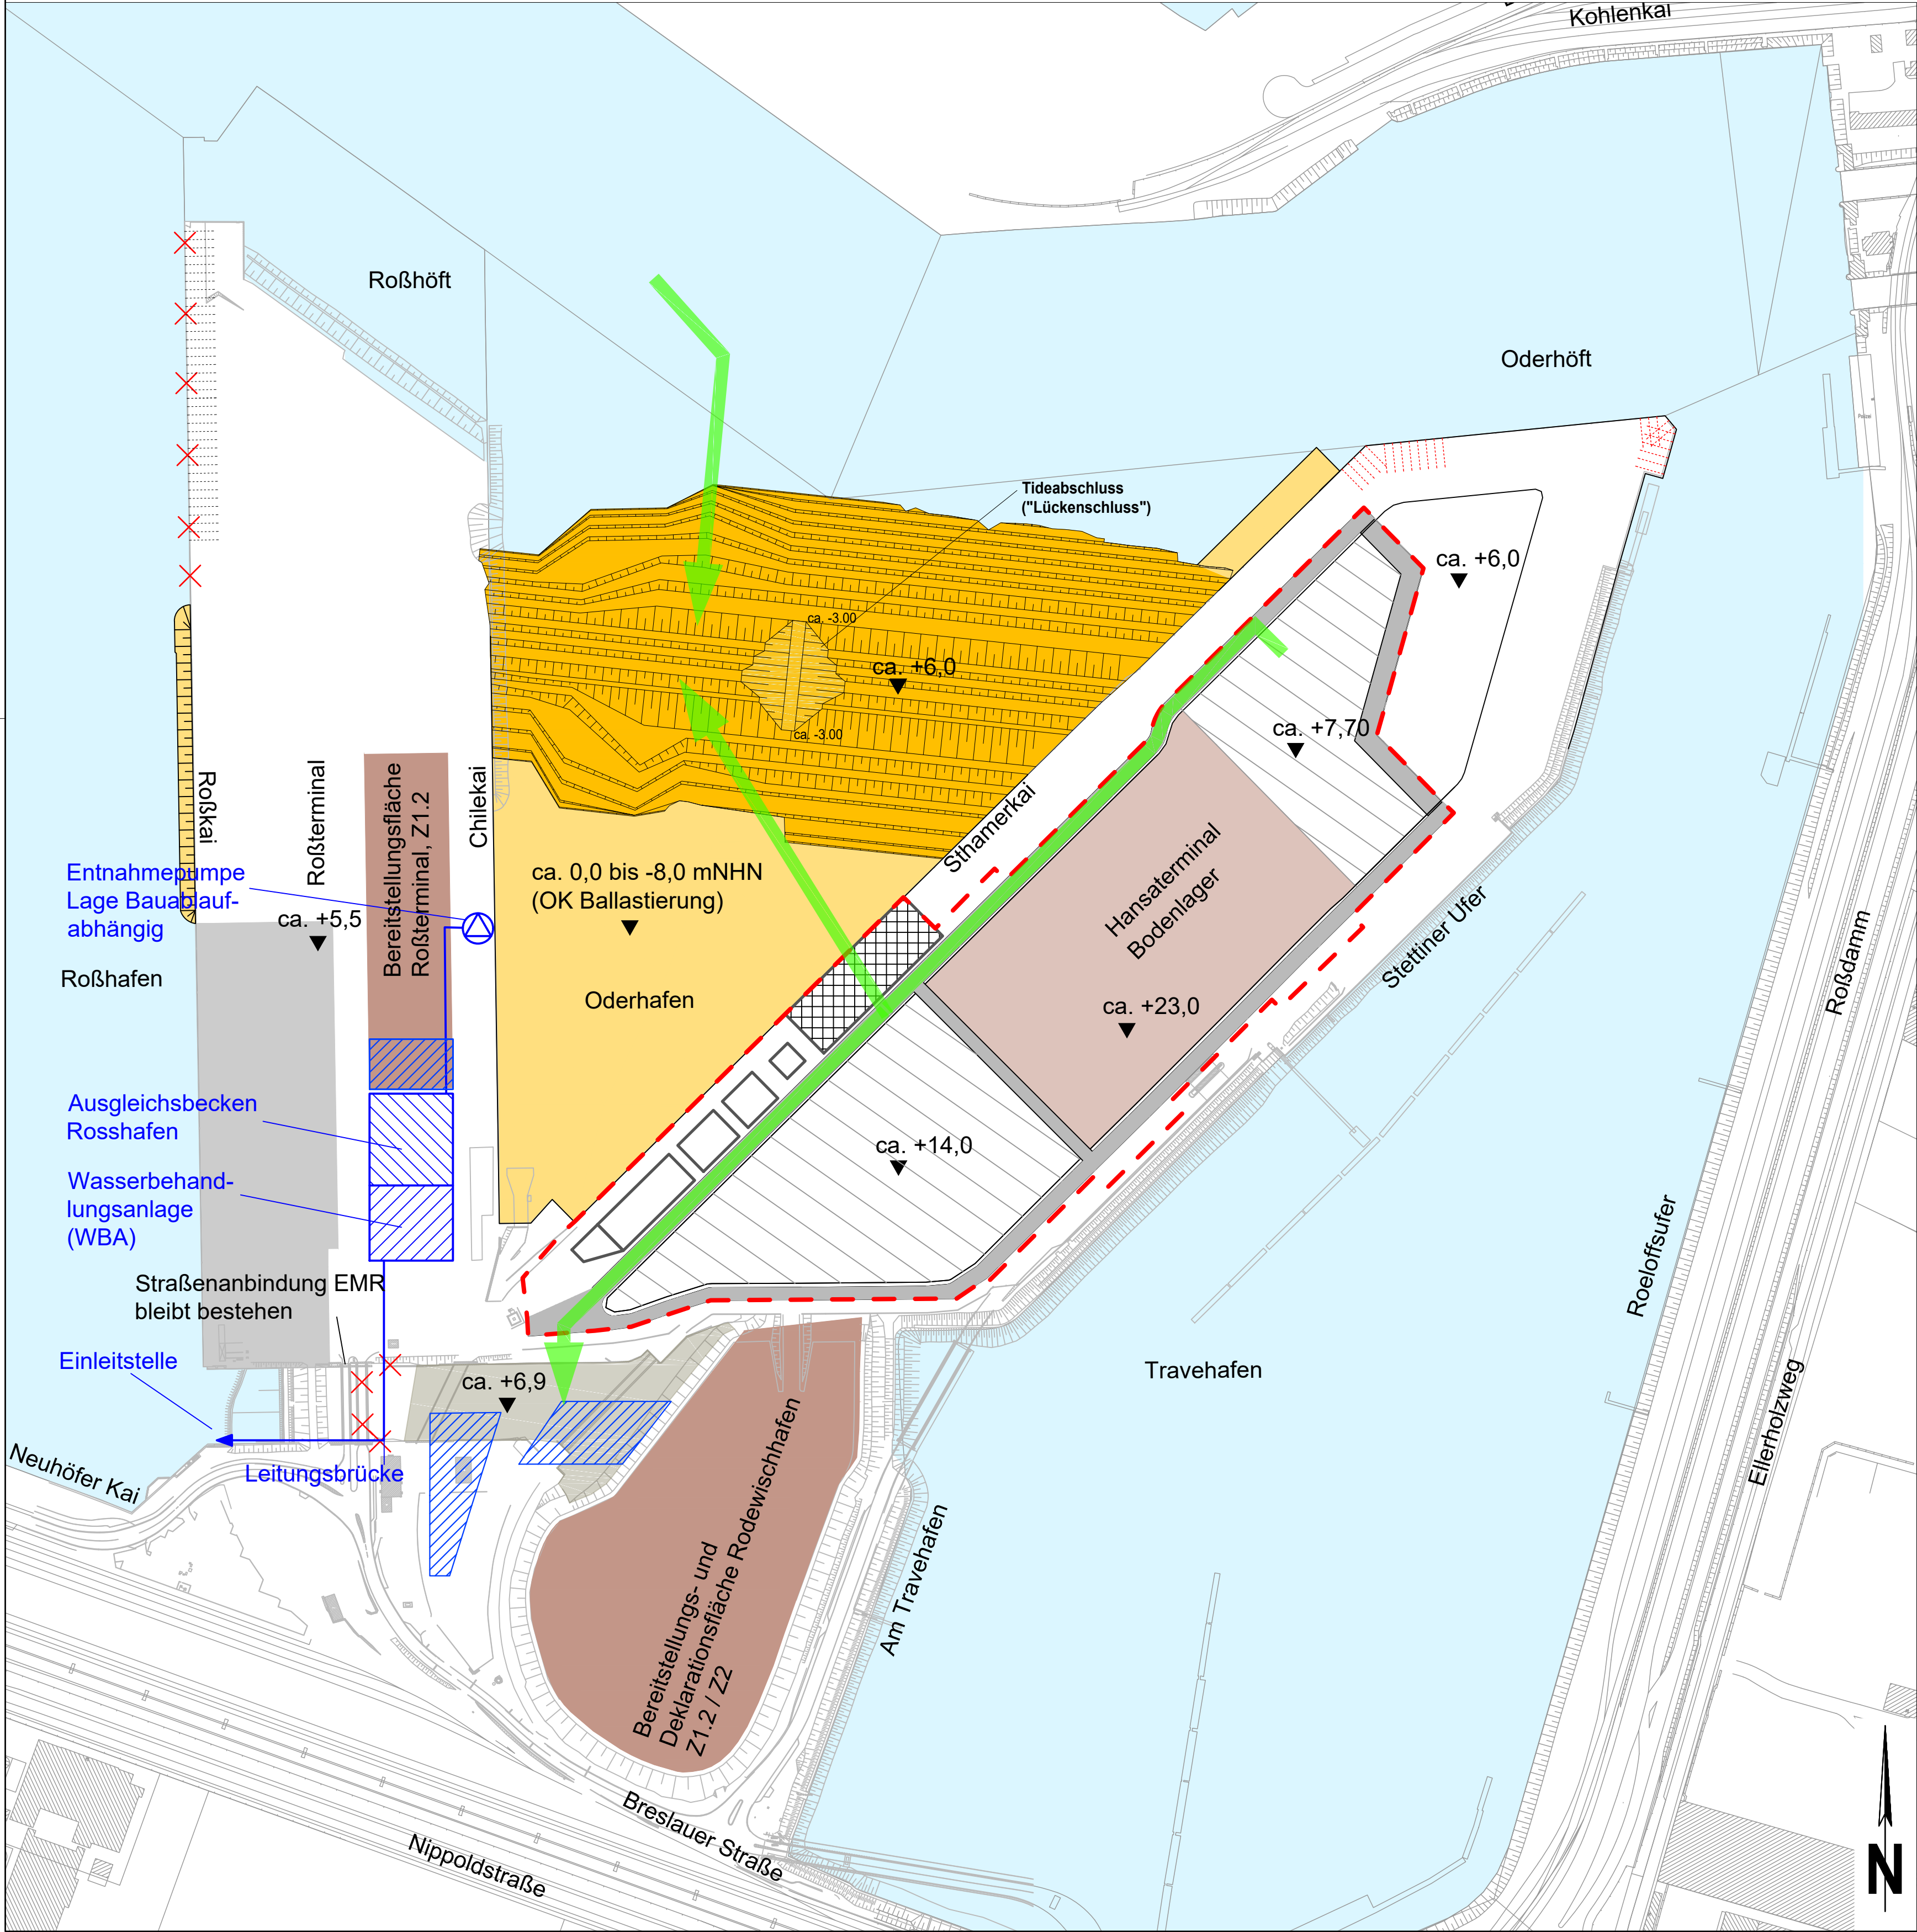 Kohlenkai
Roßhöft
Oderhöft
Tideabschluss
("Lückenschluss")
ca. +6,0
ca. -3.00
ca. +6,0
ca. -3.00
ca. +7,70
Roßkai
Roßterminal
Bereitstellungsfläche
Roßterminal, Z1.2
Chilekai
Sthamerkai
ca. 0,0 bis -8,0 mNHN
(OK Ballastierung)
Hansaterminal
Bodenlager
Entnahmepumpe
Lage Bauablauf-
abhängig
ca. +5,5
Roßhafen
Oderhafen
ca. +23,0
Stettiner Ufer
Roßdamm
Ausgleichsbecken
Rosshafen
ca. +14,0
Wasserbehand-
lungsanlage
(WBA)
Straßenanbindung EMR
bleibt bestehen
Roeloffsufer
Einleitstelle
ca. +6,9
Travehafen
Ellerholzweg
Neuhöfer Kai
Leitungsbrücke
Bereitstellungs- und
Deklarationsfläche Rodewischhafen
Z1.2 / Z2
Am Travehafen
Breslauer Straße
Nippoldstraße
N